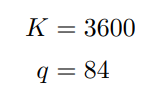 K = 3600
q = 84